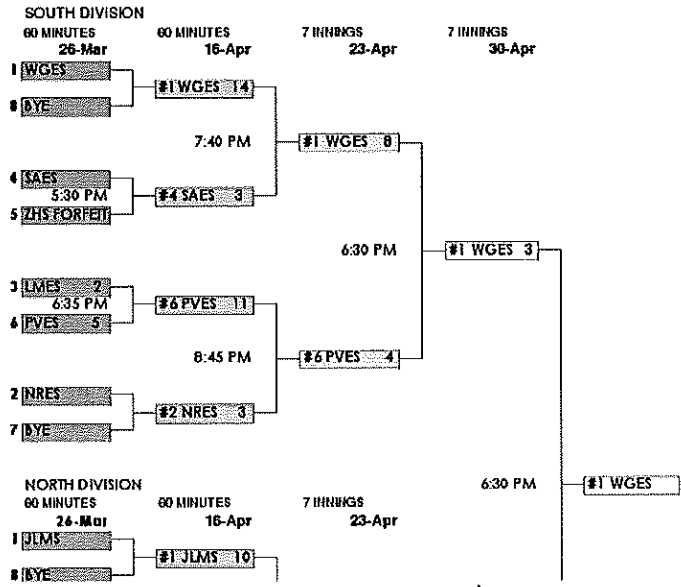 SOUTH DIVISION
60 MINUTES 60 MINUTES 7 INNINGS 7 INNINGS
26-Mar 16-Apr 23-Apr 30-Apr
1 WGES
#1 WGES 14
8 BYE
7:40 PM #1 WGES 8
4 SAES
5:30 PM #4 SAES 3
5 ZHS FORFEIT
6:30 PM #1 WGES 3
3 LMES 2
6:35 PM #6 PVES 11
6 PVES 5
8:45 PM #6 PVES 4
2 NRES
#2 NRES 3
7 BYE
NORTH DIVISION 6:30 PM #1 WGES
60 MINUTES 60 MINUTES 7 INNINGS
26-Mar 16-Apr 23-Apr
1 JLMS
#1 JLMS 10
8 BYE